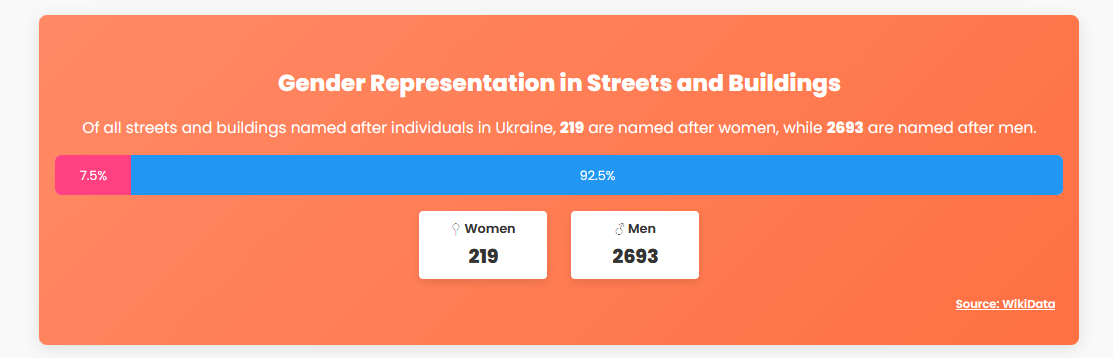 Gender Representation in Streets and Buildings
Of all streets and buildings named after individuals in Ukraine, 219 are named after women, while 2693 are named after men.
7.5% 92.5%
Women Men
219 2693
Source: WikiData